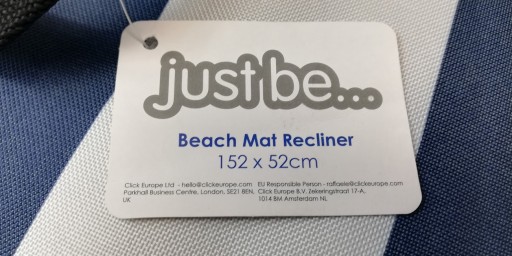 just be...
Beach Mat Recliner
152 x 52cm
Click Europe Ltd - hello@clickeurope.com
Parkhall Business Centre, London, SE21 8EN,
UK
EU Responsible Person - raffaele@clickeurope.com
Click Europe B.V. Zekeringstraat 17-A,
1014 BM Amsterdam NL